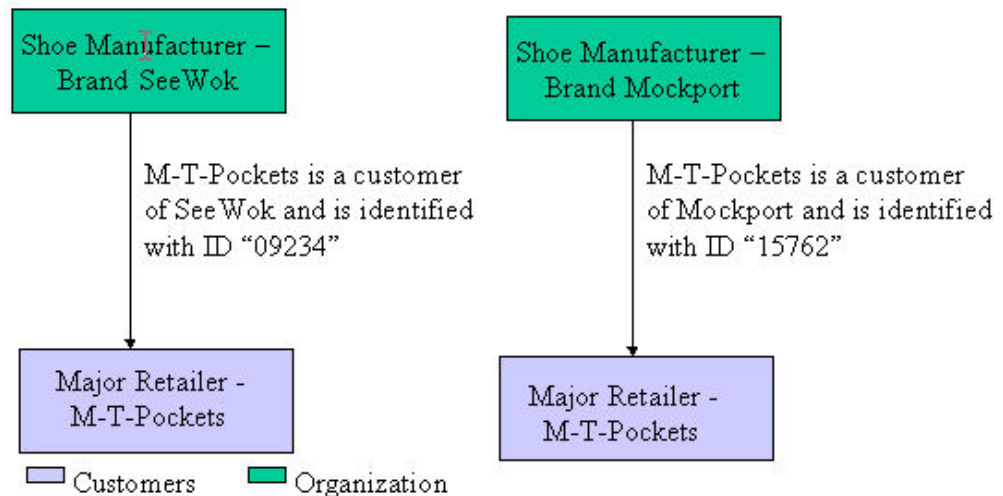 Shoe Manufacturer –
Brand SeeWok
M-T-Pockets is a customer
of SeeWok and is identified
with ID “09234”
Major Retailer -
M-T-Pockets
Shoe Manufacturer –
Brand Mockport
M-T-Pockets is a customer
of Mockport and is identified
with ID “15762”
Major Retailer -
M-T-Pockets
Customers
Organization